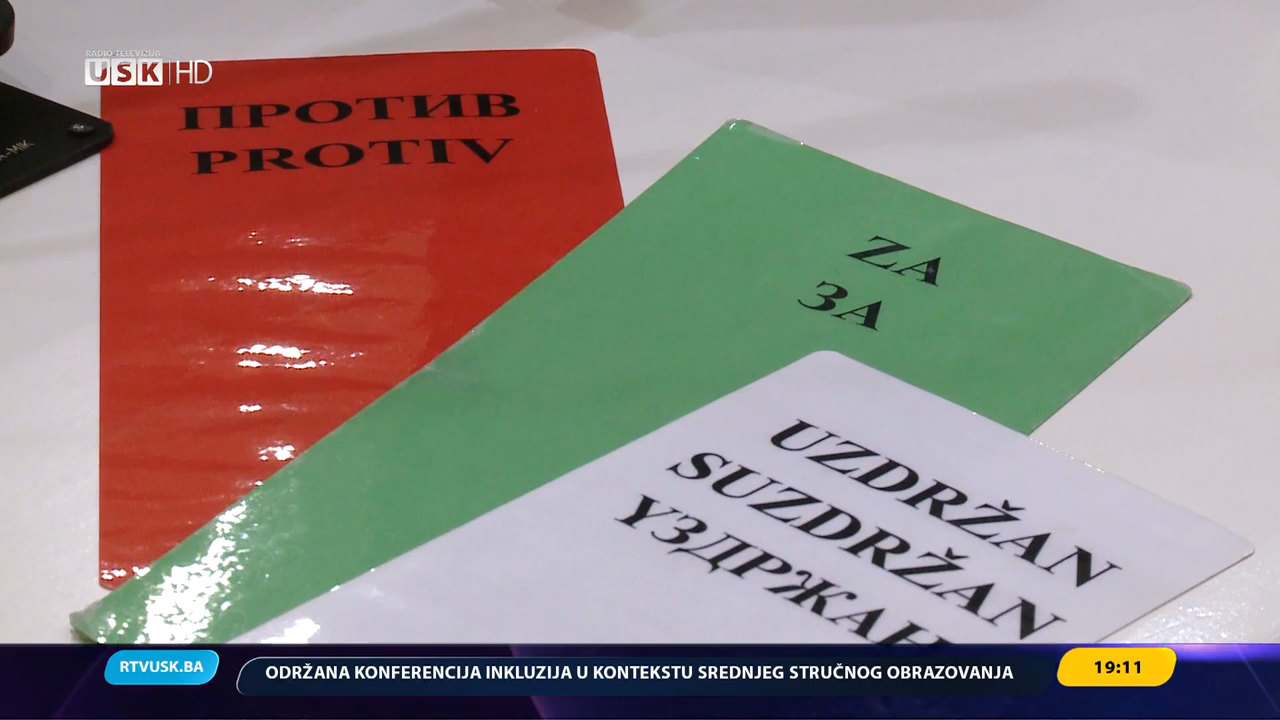 RADIO-TELEVIZIJA
USK HD
ПРОТИВ
PROTIV
ZA
ЗА
UZDRŽAN
SUZDRŽAN
УЗДРЖАН
RTVUSK.BA
ODRŽANA KONFERENCIJA INKLUZIJA U KONTEKSTU SREDNJEG STRUČNOG OBRAZOVANJA
19:11